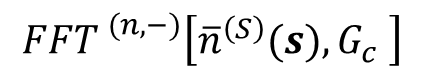 FFT⁽ⁿ,⁻⁾[n̄⁽ˢ⁾(s), G_c]